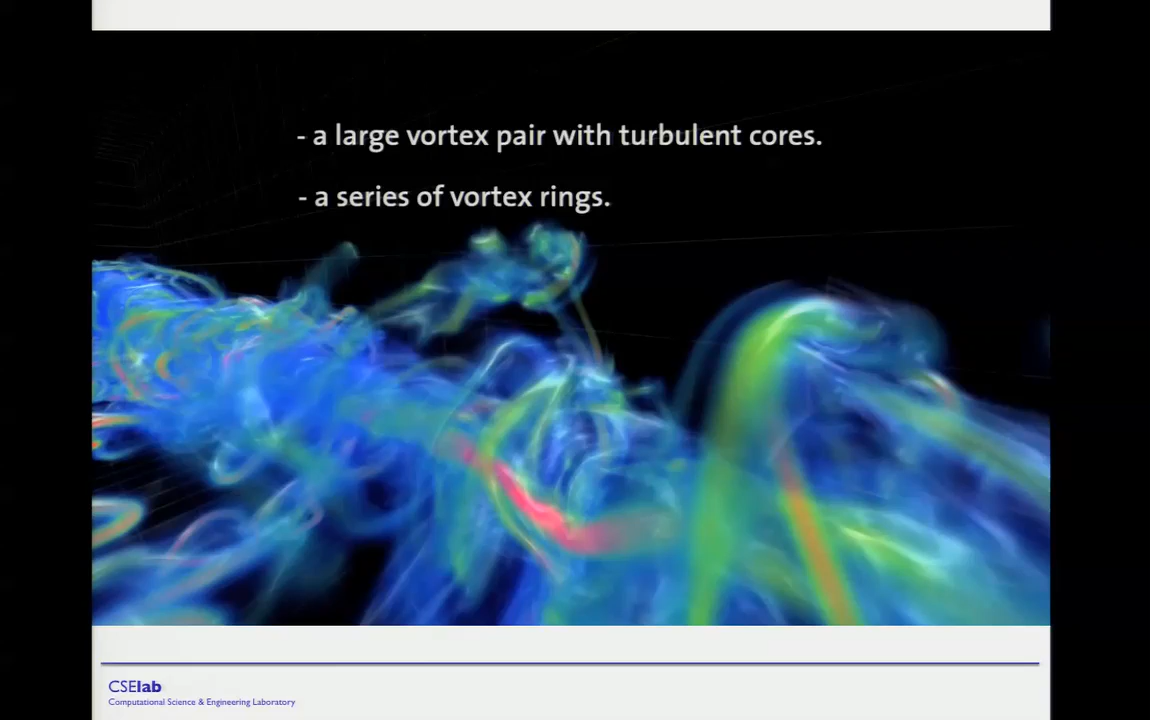 - a large vortex pair with turbulent cores.
- a series of vortex rings.
CSElab
Computational Science & Engineering Laboratory